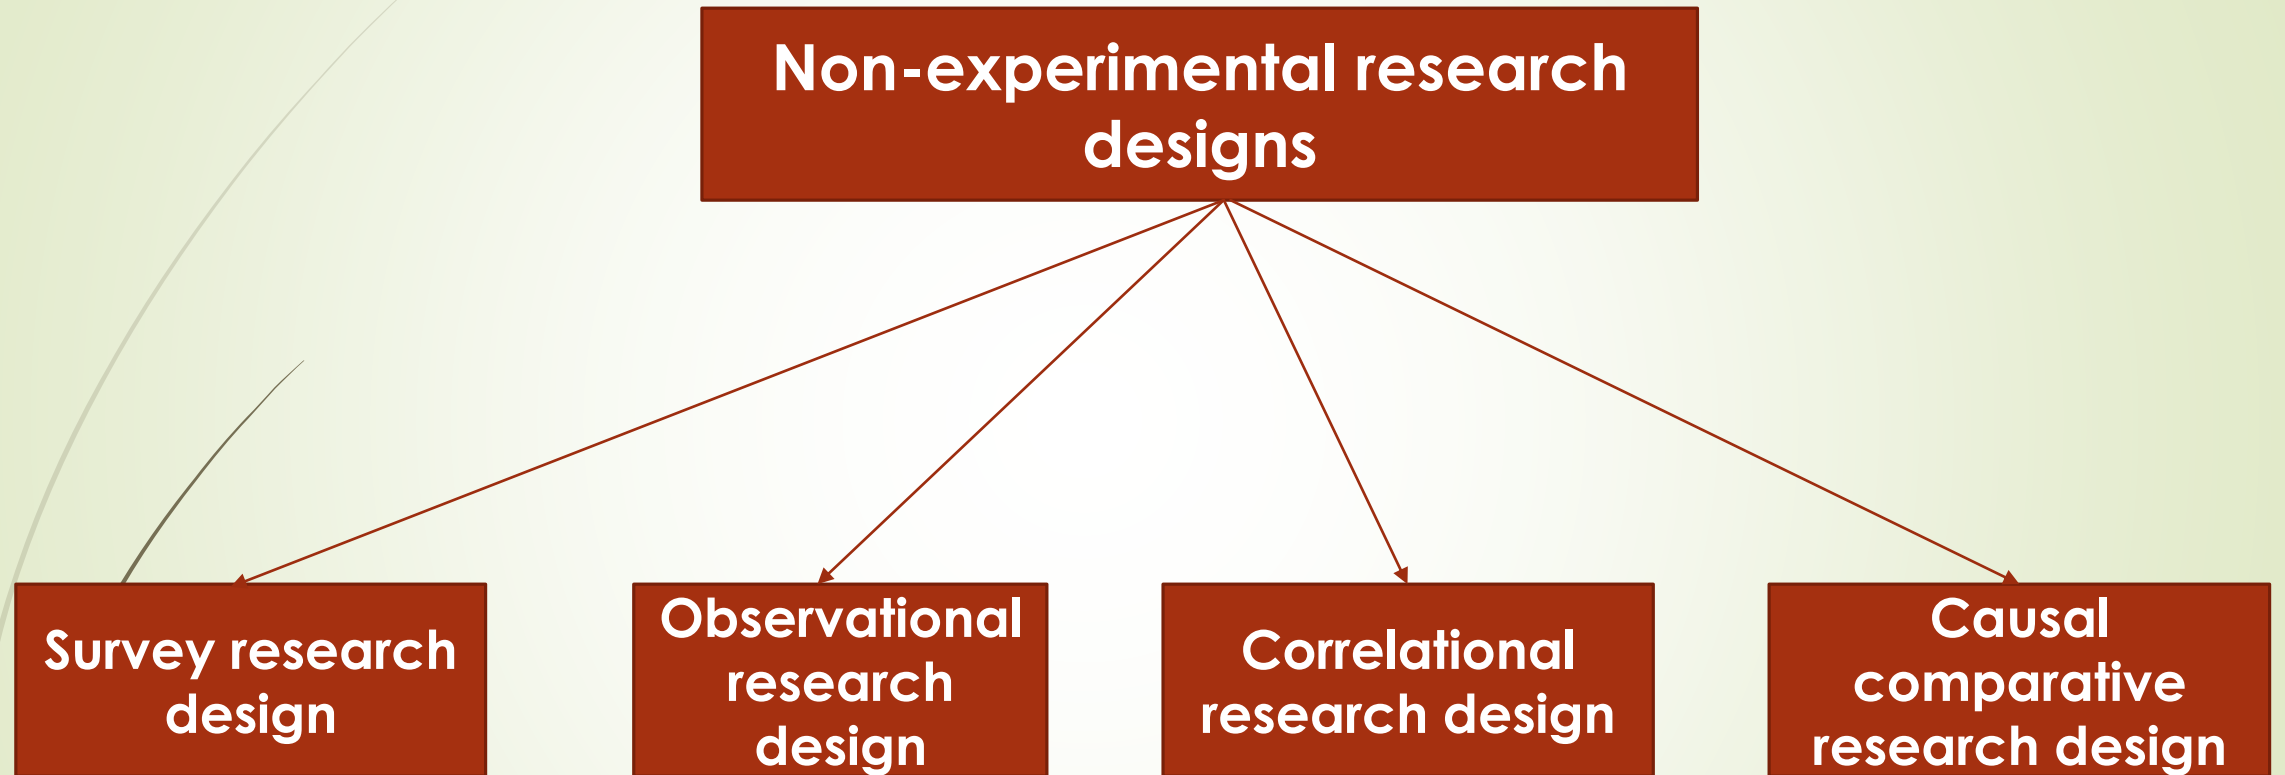 Non-experimental research
designs
Survey research
design
Observational
research
design
Correlational
research design
Causal
comparative
research design